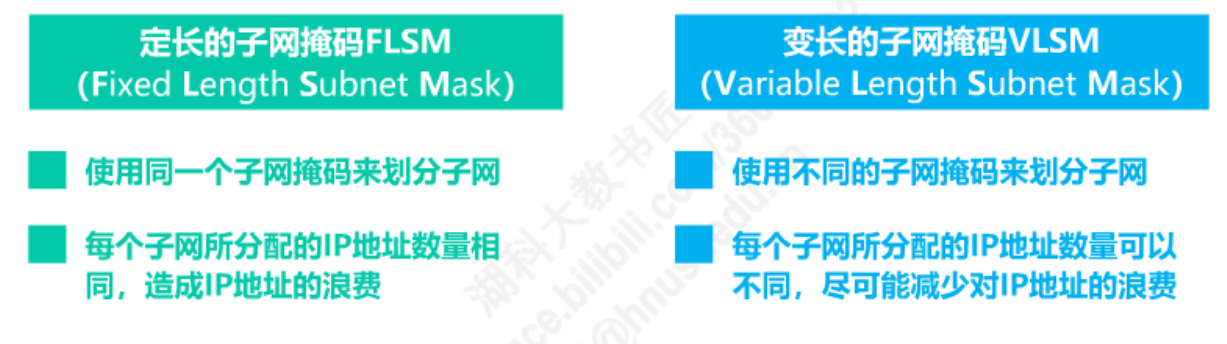 定长的子网掩码FLSM
(Fixed Length Subnet Mask)
使用同一个子网掩码来划分子网
每个子网所分配的IP地址数量相
同，造成IP地址的浪费
变长的子网掩码VLSM
(Variable Length Subnet Mask)
使用不同的子网掩码来划分子网
每个子网所分配的IP地址数量可以
不同，尽可能减少对IP地址的浪费
湖科大教书匠